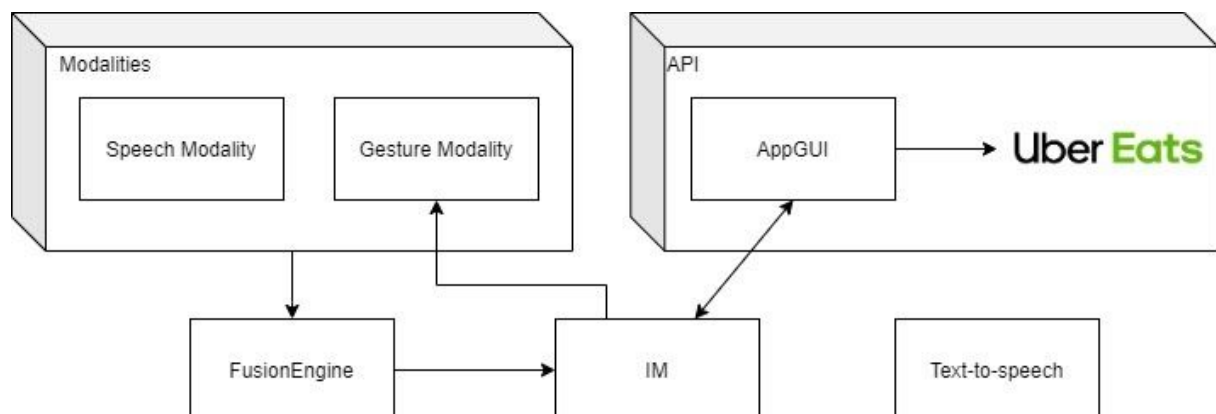 Modalities
API
Speech Modality
Gesture Modality
AppGUI
Uber Eats
FusionEngine
IM
Text-to-speech